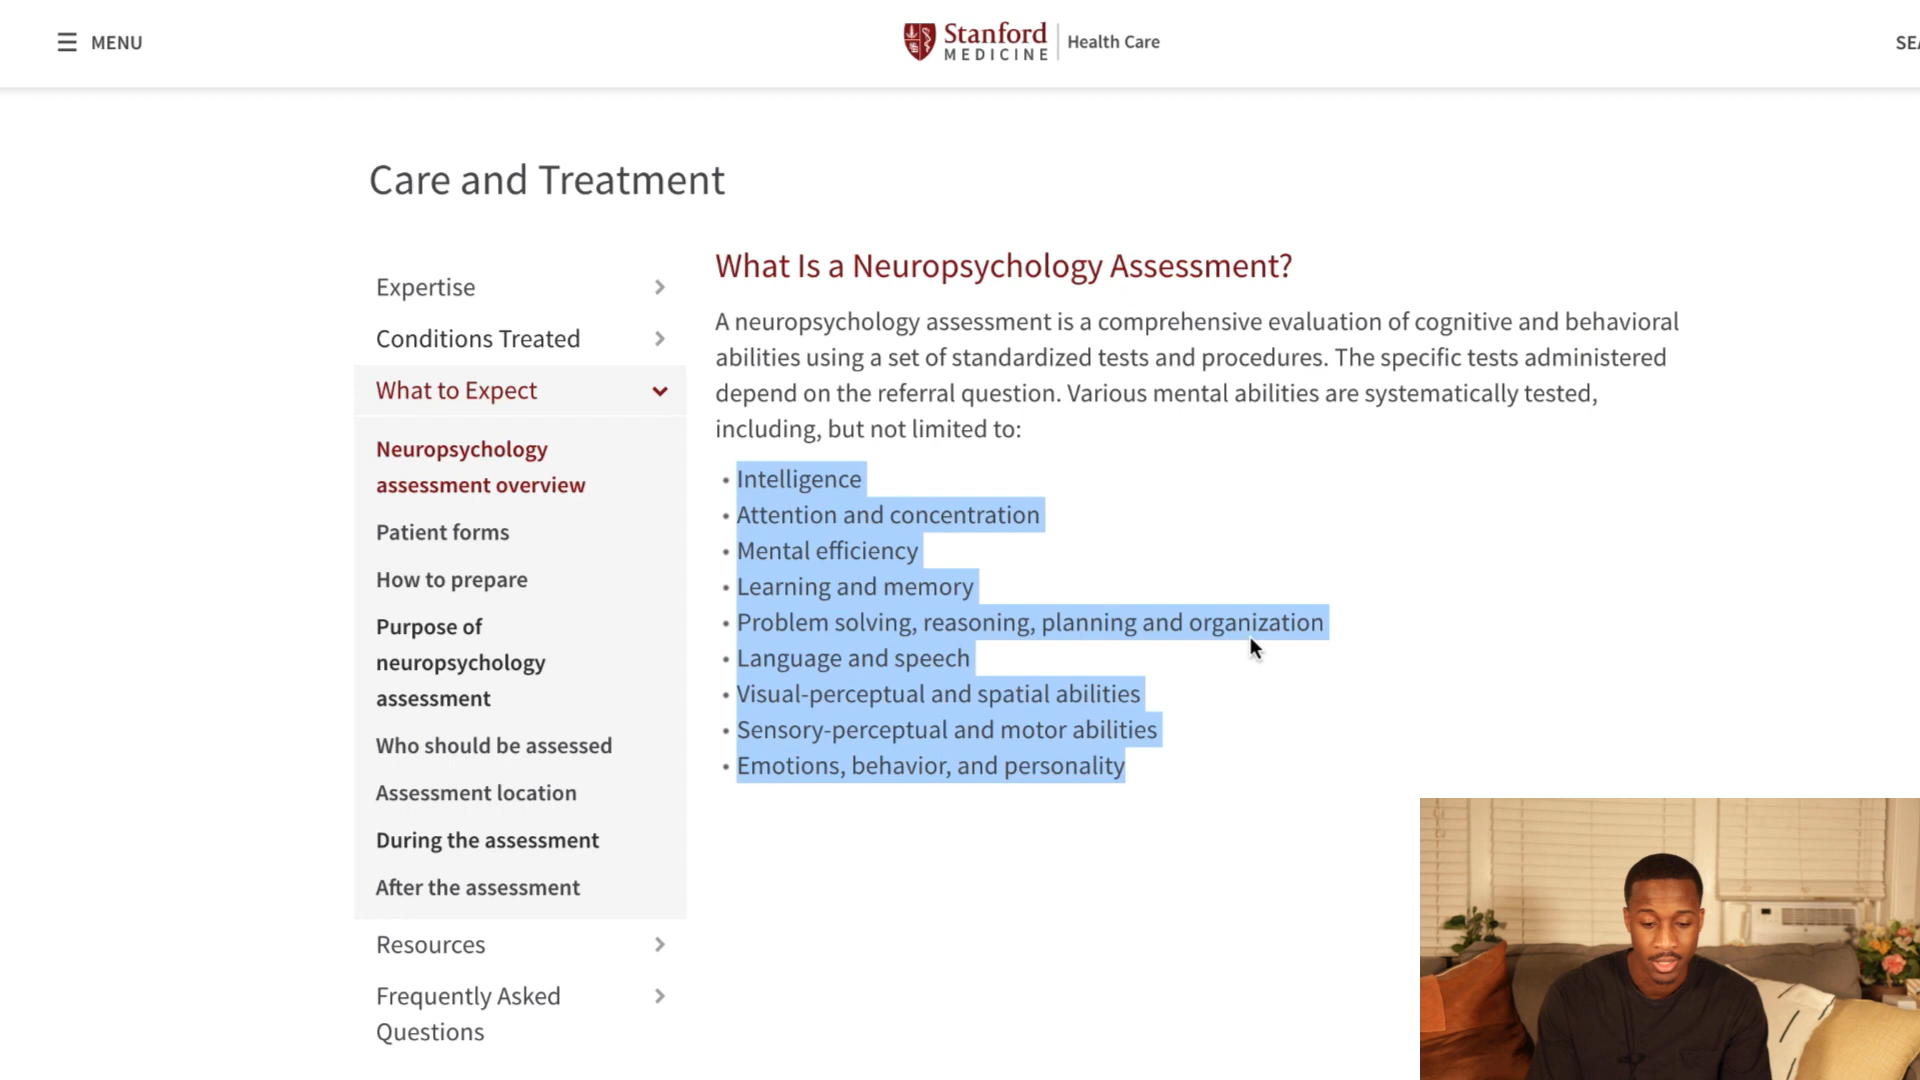 MENU
Stanford
MEDICINE
Health Care
Care and Treatment
Expertise
Conditions Treated
What to Expect
Neuropsychology
assessment overview
Patient forms
How to prepare
Purpose of
neuropsychology
assessment
Who should be assessed
Assessment location
During the assessment
After the assessment
Resources
Frequently Asked
Questions
What Is a Neuropsychology Assessment?
A neuropsychology assessment is a comprehensive evaluation of cognitive and behavioral
abilities using a set of standardized tests and procedures. The specific tests administered
depend on the referral question. Various mental abilities are systematically tested,
including, but not limited to:
• Intelligence
• Attention and concentration
• Mental efficiency
• Learning and memory
• Problem solving, reasoning, planning and organization
• Language and speech
• Visual-perceptual and spatial abilities
• Sensory-perceptual and motor abilities
• Emotions, behavior, and personality